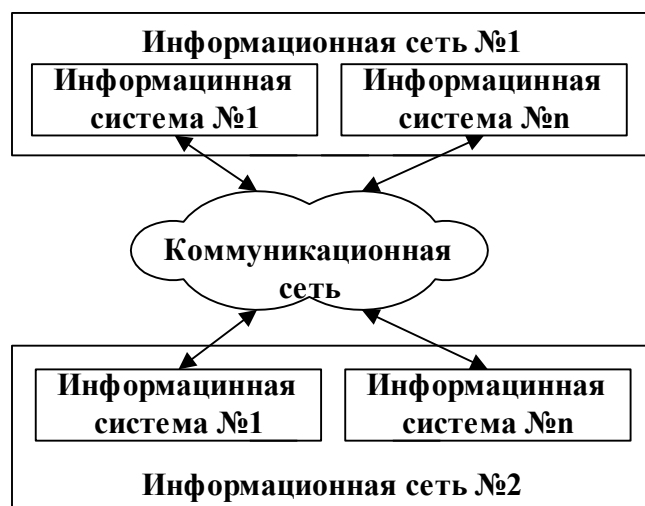 Информационная сеть №1
Информацинная
система №1
Информацинная
система №n
Коммуникационная
сеть
Информацинная
система №1
Информацинная
система №n
Информационная сеть №2